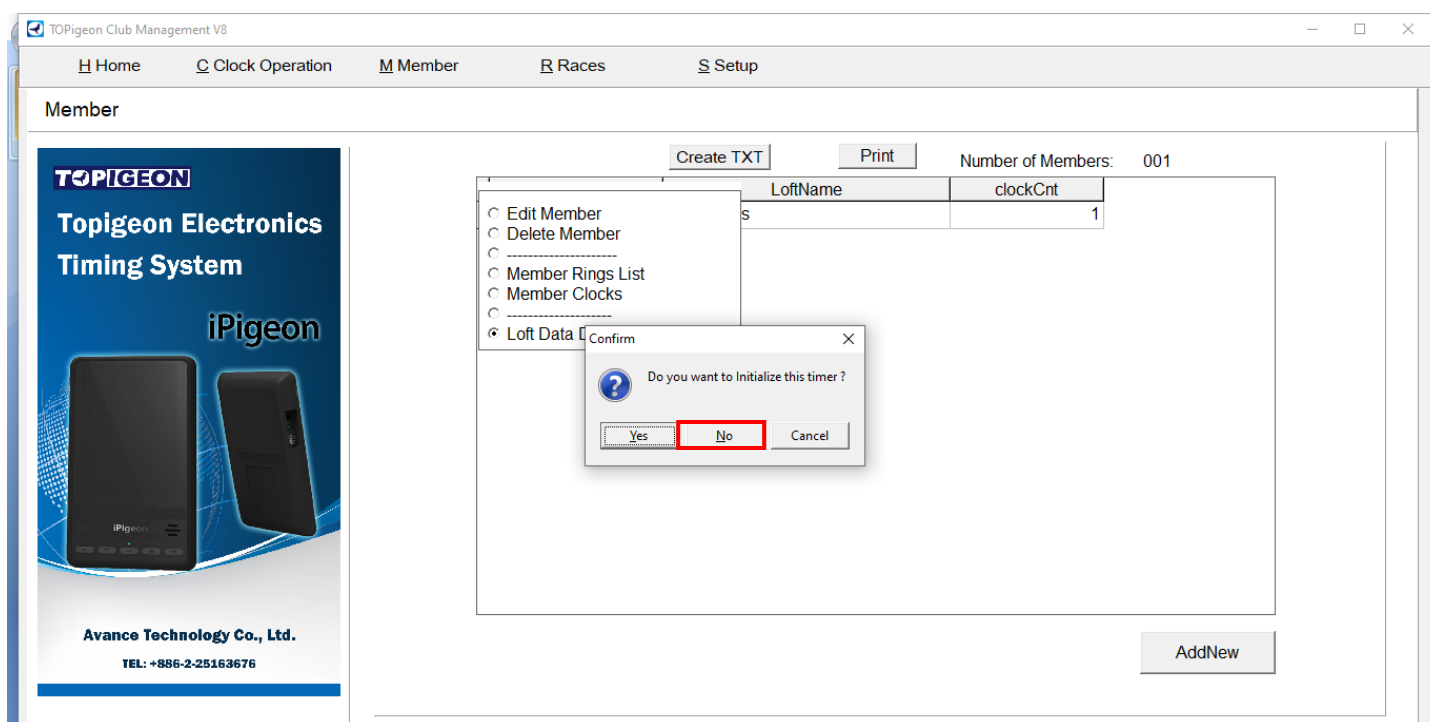 TOPigeon Club Management V8
H Home C Clock Operation M Member R Races S Setup
Member
TOPIGEON
Topigeon Electronics
Timing System
iPigeon
iPigeon
Avance Technology Co., Ltd.
TEL: +886-2-25163676
Create TXT Print Number of Members: 001
LoftName clockCnt
s 1
Edit Member
Delete Member
---------------------
Member Rings List
Member Clocks
--------------------
Loft Data
Confirm
Do you want to Initialize this timer ?
Yes No Cancel
AddNew